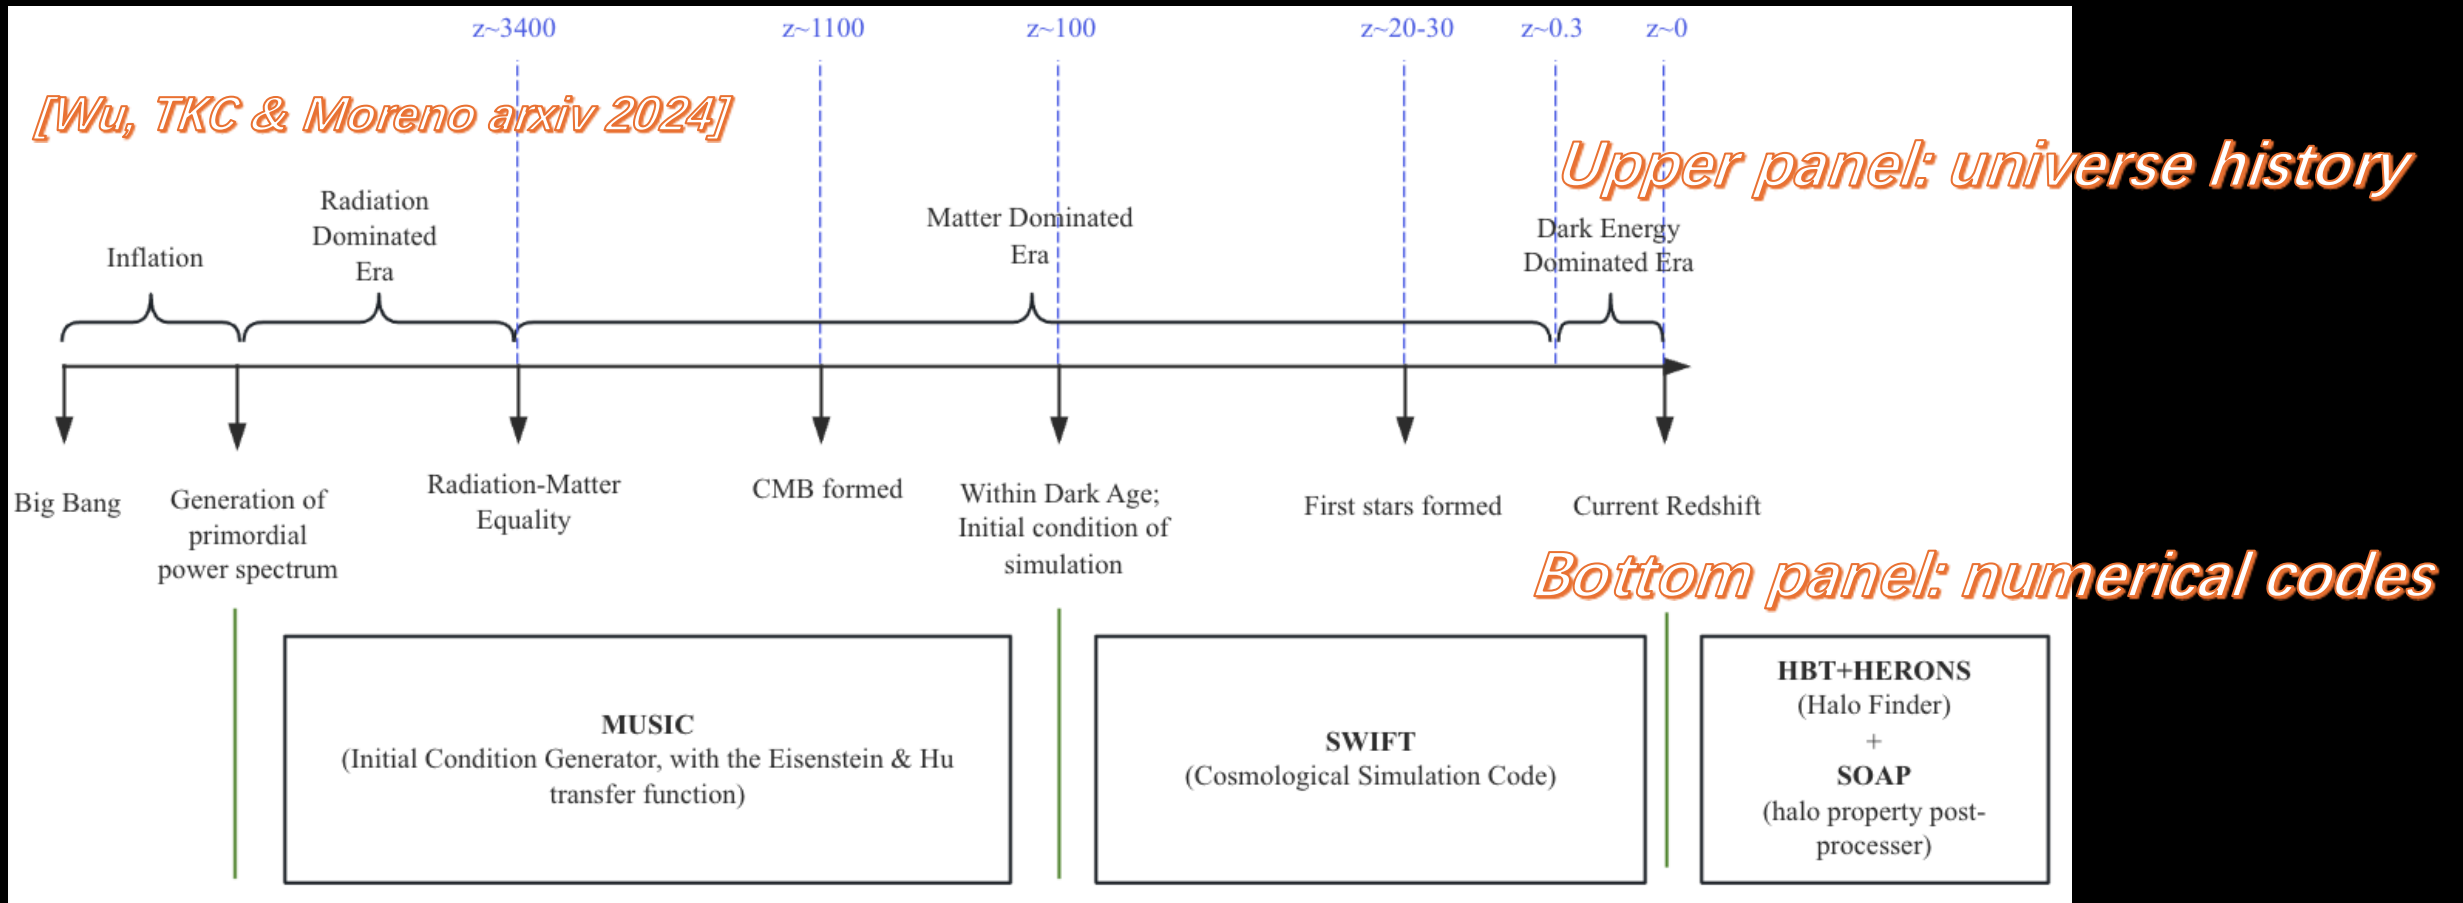 z~3400
z~1100
z~100
z~20-30
z~0.3
z~0
[Wu, TKC & Moreno arxiv 2024]
Upper panel: universe history
Inflation
Radiation
Dominated
Era
Matter Dominated
Era
Dark Energy
Dominated Era
Big Bang
Generation of
primordial
power spectrum
Radiation-Matter
Equality
CMB formed
Within Dark Age;
Initial condition of
simulation
First stars formed
Current Redshift
Bottom panel: numerical codes
MUSIC
(Initial Condition Generator, with the Eisenstein & Hu
transfer function)
SWIFT
(Cosmological Simulation Code)
HBT+HERONS
(Halo Finder)
+
SOAP
(halo property post-
processer)